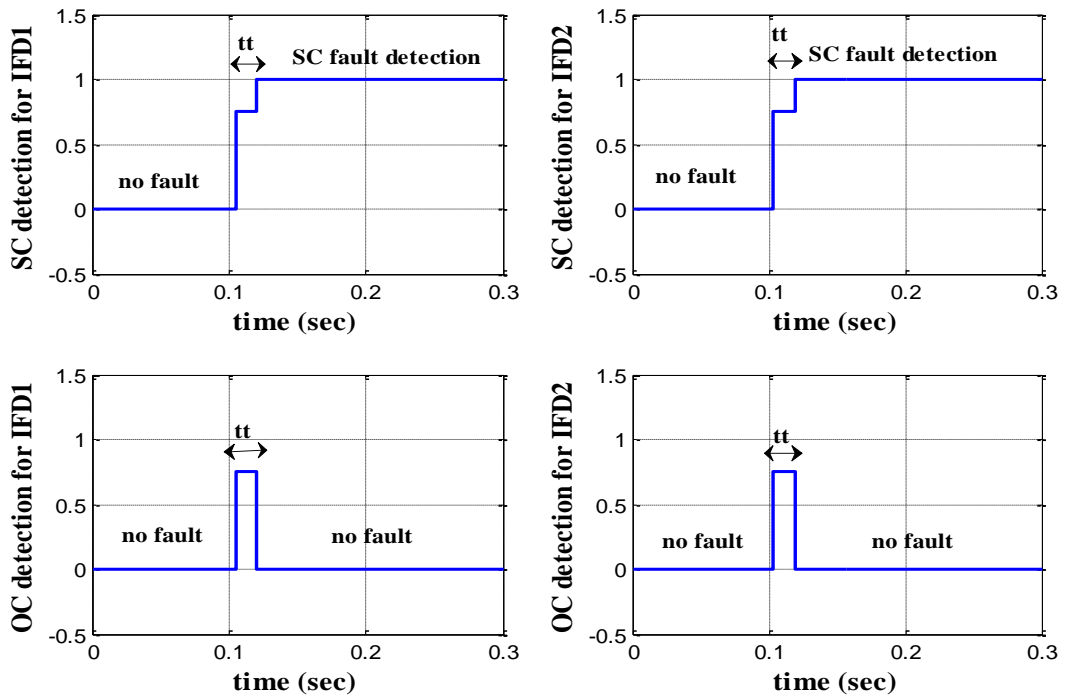 SC detection for IFD1
1.5
1
0.5
0
-0.5
tt
SC fault detection
no fault
0
0.1
0.2
0.3
time (sec)
SC detection for IFD2
1.5
1
0.5
0
-0.5
tt
SC fault detection
no fault
0
0.1
0.2
0.3
time (sec)
OC detection for IFD1
1.5
1
0.5
0
-0.5
tt
no fault
no fault
0
0.1
0.2
0.3
time (sec)
OC detection for IFD2
1.5
1
0.5
0
-0.5
tt
no fault
no fault
0
0.1
0.2
0.3
time (sec)